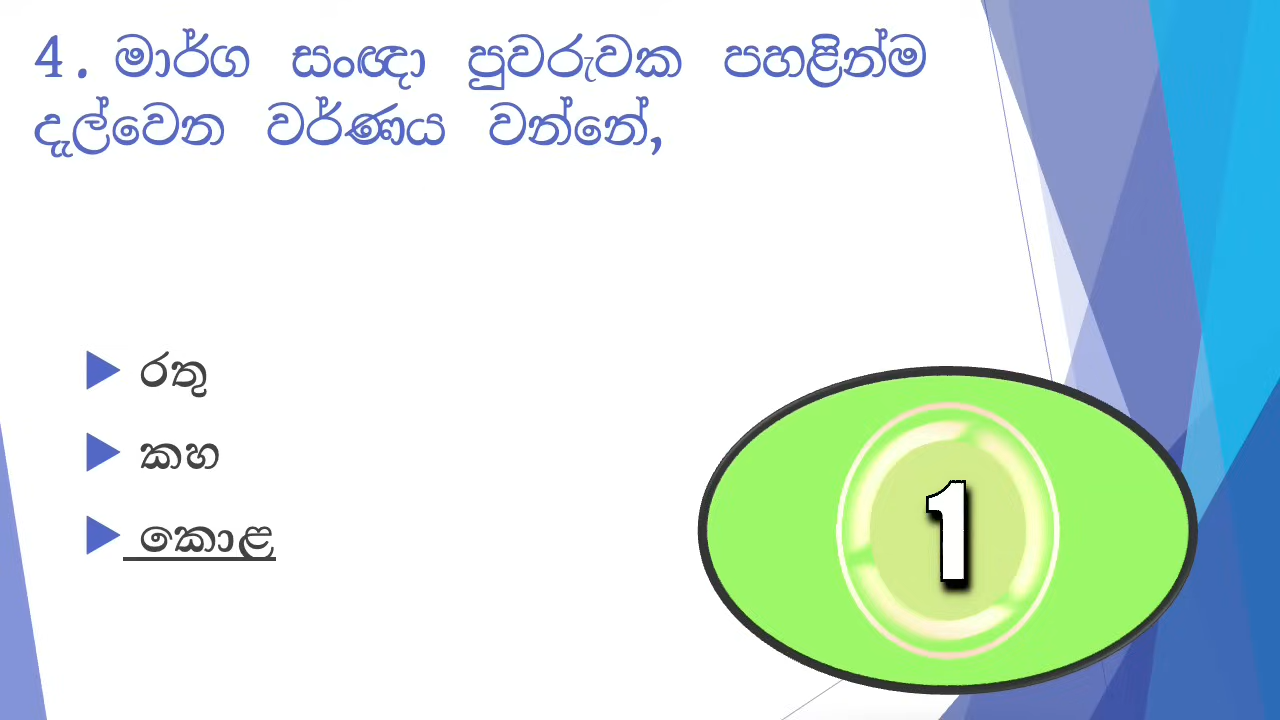 4. මාර්ග සංඥා පුවරුවක පහළින්ම
දැල්වෙන වර්ණය වන්නේ,
රතු
කහ
කොළ
1